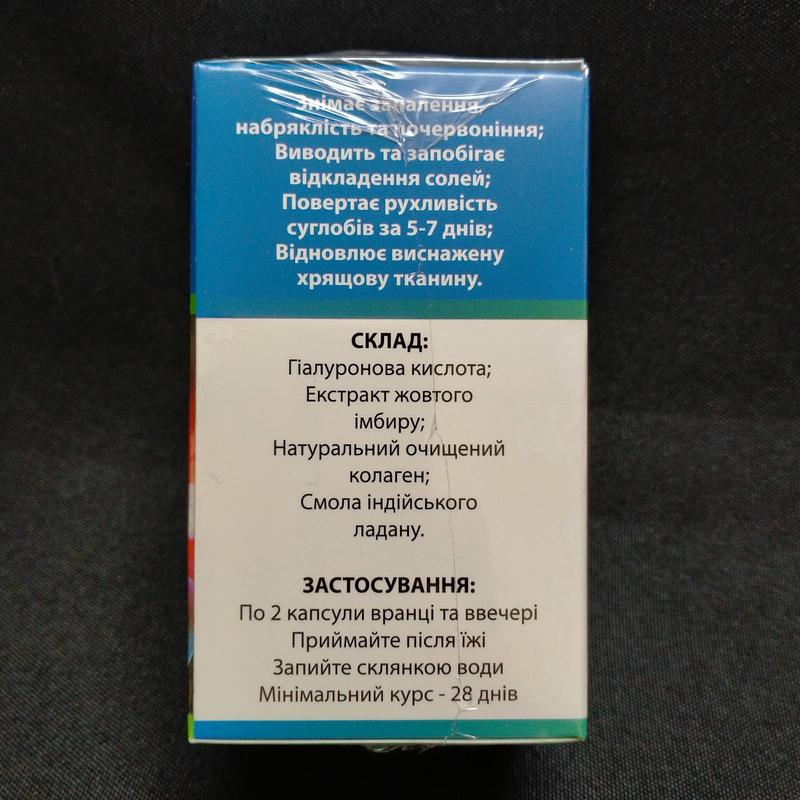 Знімає запалення,
набряклість та почервоніння;
Виводить та запобігає
відкладення солей;
Повертає рухливість
суглобів за 5-7 днів;
Відновлює виснажену
хрящову тканину.
СКЛАД:
Гіалуронова кислота;
Екстракт жовтого
імбиру;
Натуральний очищений
колаген;
Смола індійського
ладану.
ЗАСТОСУВАННЯ:
По 2 капсули вранці та ввечері
Приймайте після їжі
Запийте склянкою води
Мінімальний курс - 28 днів